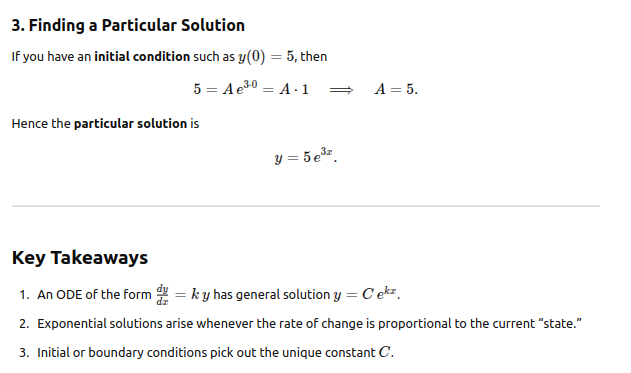 3. Finding a Particular Solution
If you have an initial condition such as y(0) = 5, then
5 = A e^{3·0} = A · 1 ⟹ A = 5.
Hence the particular solution is
y = 5 e^{3x}.
Key Takeaways
1. An ODE of the form \frac{dy}{dx} = k y has general solution y = C e^{kx}.
2. Exponential solutions arise whenever the rate of change is proportional to the current “state.”
3. Initial or boundary conditions pick out the unique constant C.